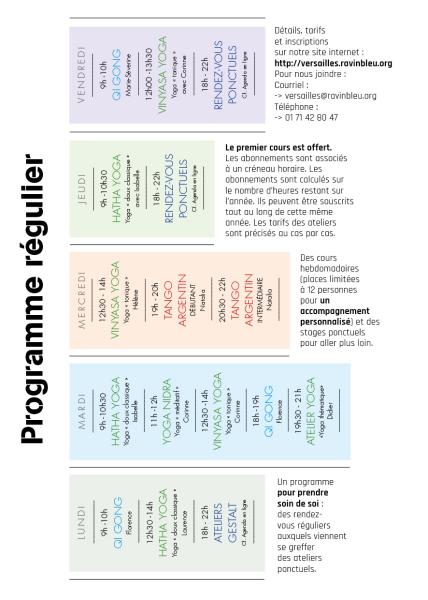 Programme régulier
LUNDI
9h -10h
QI GONG
Florence
12h30 -14h
HATHA YOGA
Yoga « doux classique »
Laurence
18h - 22h
ATELIERS
GESTALT
Cf. Agenda en ligne
MARDI
9h -10h30
HATHA YOGA
Yoga « doux classique »
Isabelle
11h -12h
YOGA NIDRA
Yoga « méditatif »
Corinne
12h30 -14h
VINYASA YOGA
Yoga « tonique »
Corinne
18h -19h
QI GONG
Florence
19h30 - 21h
ATELIER YOGA
«Yoga thématique»
Didier
MERCREDI
12h30 - 14h
VINYASA YOGA
Yoga « tonique »
Hélène
19h - 20h
TANGO
ARGENTIN
DÉBUTANT
Natalia
20h30 - 22h
TANGO
ARGENTIN
INTERMÉDIAIRE
Natalia
JEUDI
9h -10h30
HATHA YOGA
Yoga « doux classique »
avec Isabelle
18h - 22h
RENDEZ-VOUS
PONCTUELS
Cf. Agenda en ligne
VENDREDI
9h -10h
QI GONG
Marie-Séverine
12h00 -13h30
VINYASA YOGA
Yoga « tonique »
avec Corinne
18h - 22h
RENDEZ-VOUS
PONCTUELS
Cf. Agenda en ligne
Détails, tarifs
et inscriptions
sur notre site internet :
http://versailles.ravinbleu.org
Pour nous joindre :
Courriel :
-> versailles@ravinbleu.org
Téléphone :
-> 01 71 42 80 47
Le premier cours est offert.
Les abonnements sont associés
à un créneau horaire. Les
abonnements sont calculés sur
le nombre d'heures restant sur
l'année. Ils peuvent être souscrits
tout au long de cette même
année. Les tarifs des ateliers
sont précisés au cas par cas.
Des cours
hebdomadaires
(places limitées
à 12 personnes
pour un
accompagnement
personnalisé) et des
stages ponctuels
pour aller plus loin.
Un programme
pour prendre
soin de soi :
des rendez-
vous réguliers
auxquels viennent
se greffer
des ateliers
ponctuels.